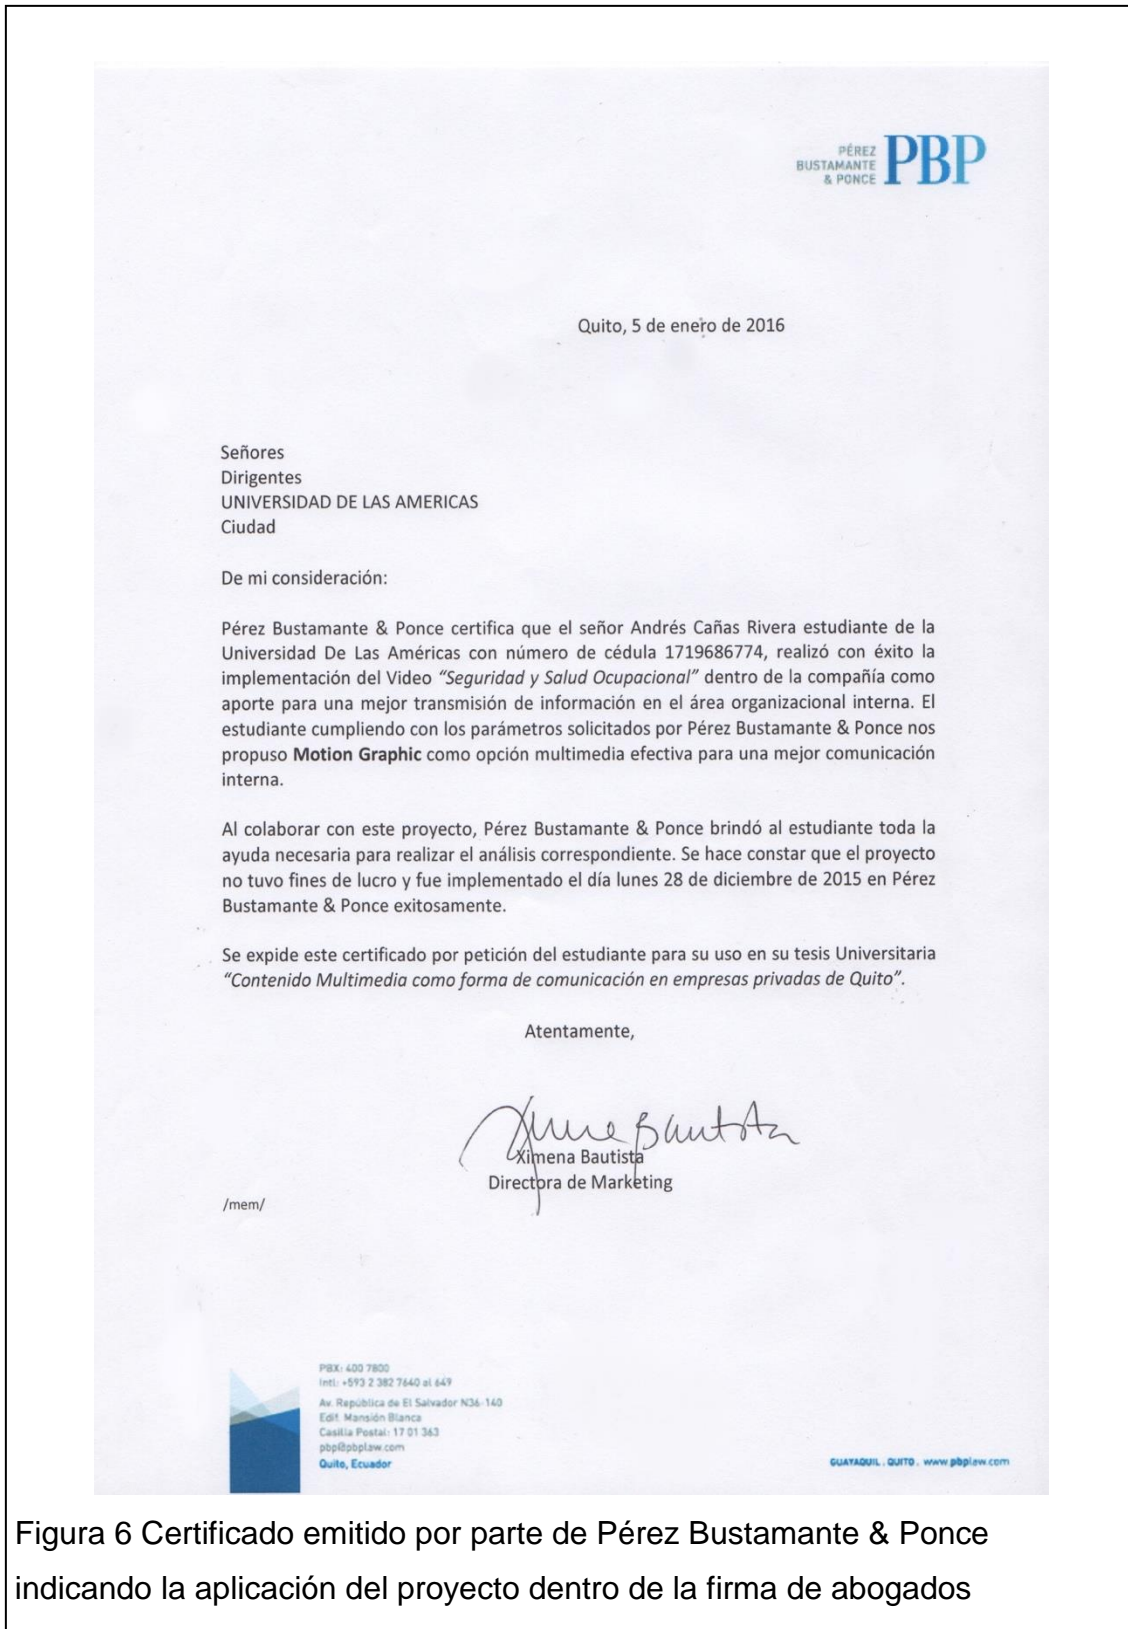 PÉREZ
BUSTAMANTE
& PONCE
PBP
Quito, 5 de enero de 2016
Señores
Dirigentes
UNIVERSIDAD DE LAS AMERICAS
Ciudad
De mi consideración:
Pérez Bustamante & Ponce certifica que el señor Andrés Cañas Rivera estudiante de la
Universidad De Las Américas con número de cédula 1719686774, realizó con éxito la
implementación del Video “Seguridad y Salud Ocupacional” dentro de la compañía como
aporte para una mejor transmisión de información en el área organizacional interna. El
estudiante cumpliendo con los parámetros solicitados por Pérez Bustamante & Ponce nos
propuso Motion Graphic como opción multimedia efectiva para una mejor comunicación
interna.
Al colaborar con este proyecto, Pérez Bustamante & Ponce brindó al estudiante toda la
ayuda necesaria para realizar el análisis correspondiente. Se hace constar que el proyecto
no tuvo fines de lucro y fue implementado el día lunes 28 de diciembre de 2015 en Pérez
Bustamante & Ponce exitosamente.
Se expide este certificado por petición del estudiante para su uso en su tesis Universitaria
“Contenido Multimedia como forma de comunicación en empresas privadas de Quito”.
Atentamente,
Ximena Bautista
Ximena Bautista
Directora de Marketing
/mem/
PBX: 400 7800
Intl: +593 2 382 7640 al 649
Av. República de El Salvador N36-140
Edif. Mansión Blanca
Casilla Postal: 17 01 363
pbp@pbplaw.com
Quito, Ecuador
GUAYAQUIL . QUITO . www.pbplaw.com
Figura 6 Certificado emitido por parte de Pérez Bustamante & Ponce
indicando la aplicación del proyecto dentro de la firma de abogados